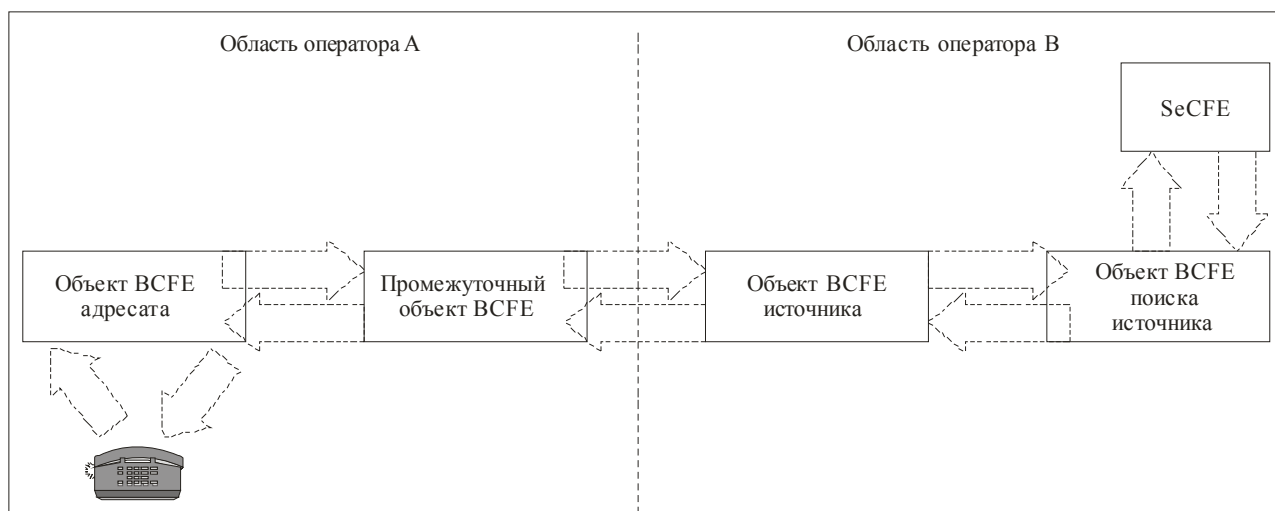 Область оператора А
Область оператора В
SeCFE
Объект BCFE
адресата
Промежуточный
объект BCFE
Объект BCFE
источника
Объект BCFE
поиска
источника